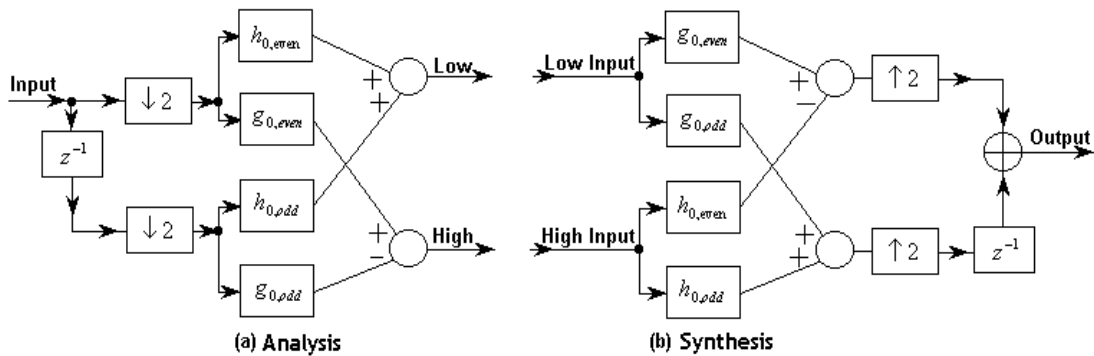 Input
↓2
z⁻¹
↓2
h₀,even
g₀,even
h₀,odd
g₀,odd
+
+
Low
+
−
High
(a) Analysis
Low Input
High Input
g₀,even
g₀,odd
h₀,even
h₀,odd
+
−
+
+
↑2
↑2
z⁻¹
Output
(b) Synthesis